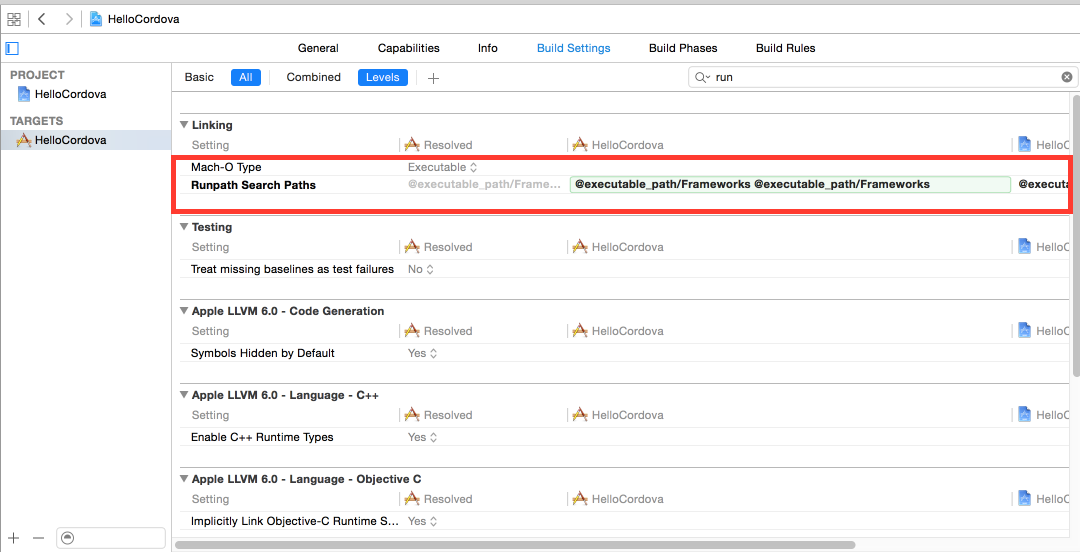 HelloCordova
General Capabilities Info Build Settings Build Phases Build Rules
PROJECT
HelloCordova
TARGETS
HelloCordova
Basic All Combined Levels run
Linking
Setting Resolved HelloCordova HelloC
Mach-O Type Executable
Runpath Search Paths @executable_path/Frame... @executable_path/Frameworks @executable_path/Frameworks @executa
Testing
Setting Resolved HelloCordova HelloC
Treat missing baselines as test failures No
Apple LLVM 6.0 - Code Generation
Setting Resolved HelloCordova HelloC
Symbols Hidden by Default Yes
Apple LLVM 6.0 - Language - C++
Setting Resolved HelloCordova HelloC
Enable C++ Runtime Types Yes
Apple LLVM 6.0 - Language - Objective C
Setting Resolved HelloCordova HelloC
Implicitly Link Objective-C Runtime S... Yes